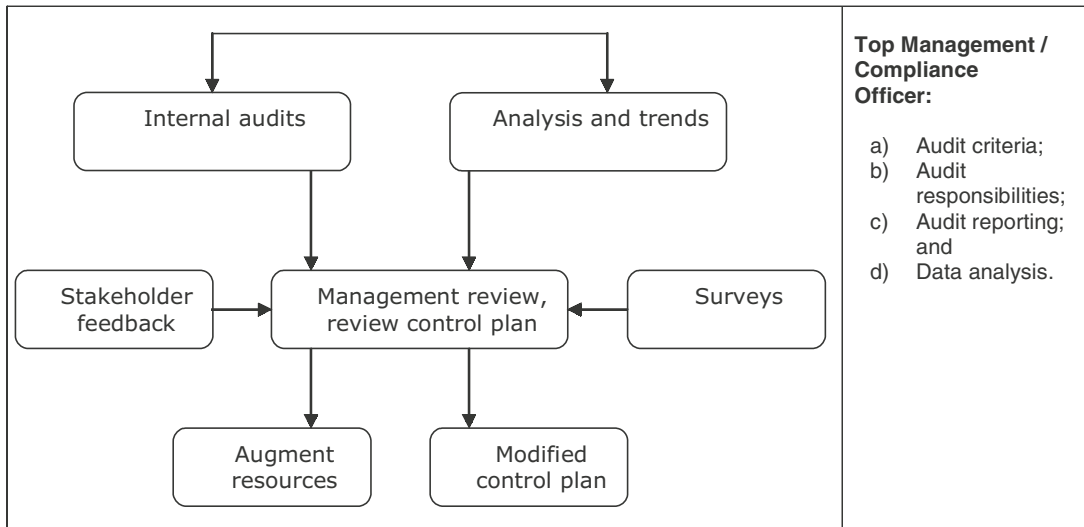 Internal audits
Analysis and trends
Stakeholder
feedback
Management review,
review control plan
Surveys
Augment
resources
Modified
control plan
Top Management /
Compliance
Officer:
a) Audit criteria;
b) Audit
responsibilities;
c) Audit reporting;
and
d) Data analysis.